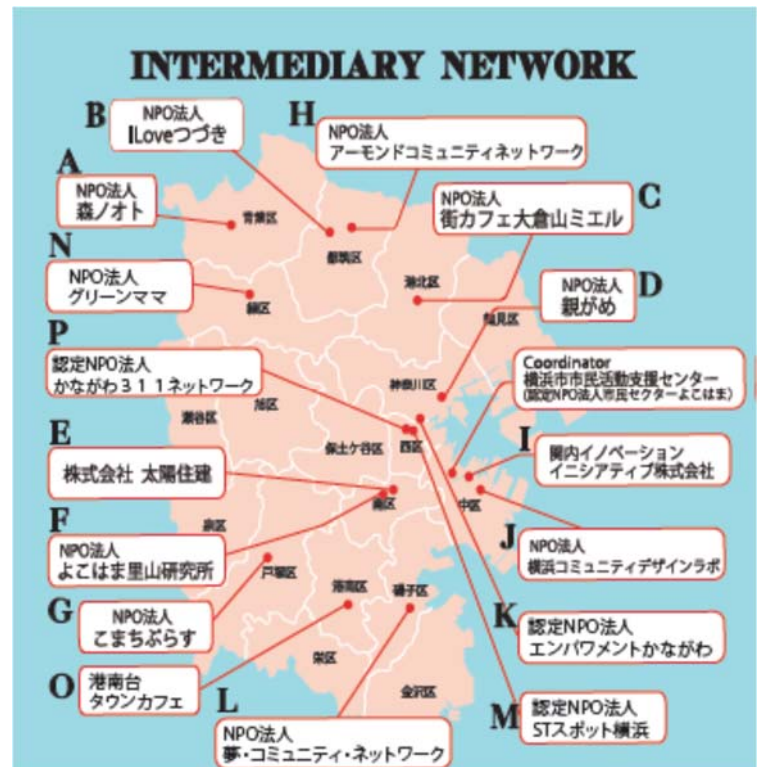 INTERMEDIARY NETWORK
B
NPO法人
ILoveつづき
H
NPO法人
アーモンドコミュニティネットワーク
A
NPO法人
森ノオト
C
NPO法人
街カフェ大倉山ミエル
N
NPO法人
グリーンママ
D
NPO法人
親がめ
P
認定NPO法人
かながわ311ネットワーク
Coordinator
横浜市市民活動支援センター
(認定NPO法人市民セクターよこはま)
E
株式会社 太陽住建
I
関内イノベーション
イニシアティブ株式会社
F
NPO法人
よこはま里山研究所
J
NPO法人
横浜コミュニティデザインラボ
G
NPO法人
こまちぷらす
K
認定NPO法人
エンパワメントかながわ
O
港南台
タウンカフェ
L
NPO法人
夢・コミュニティ・ネットワーク
M
認定NPO法人
STスポット横浜
青葉区
都筑区
港北区
緑区
鶴見区
神奈川区
瀬谷区
旭区
保土ケ谷区
西区
中区
南区
泉区
戸塚区
港南区
磯子区
栄区
金沢区